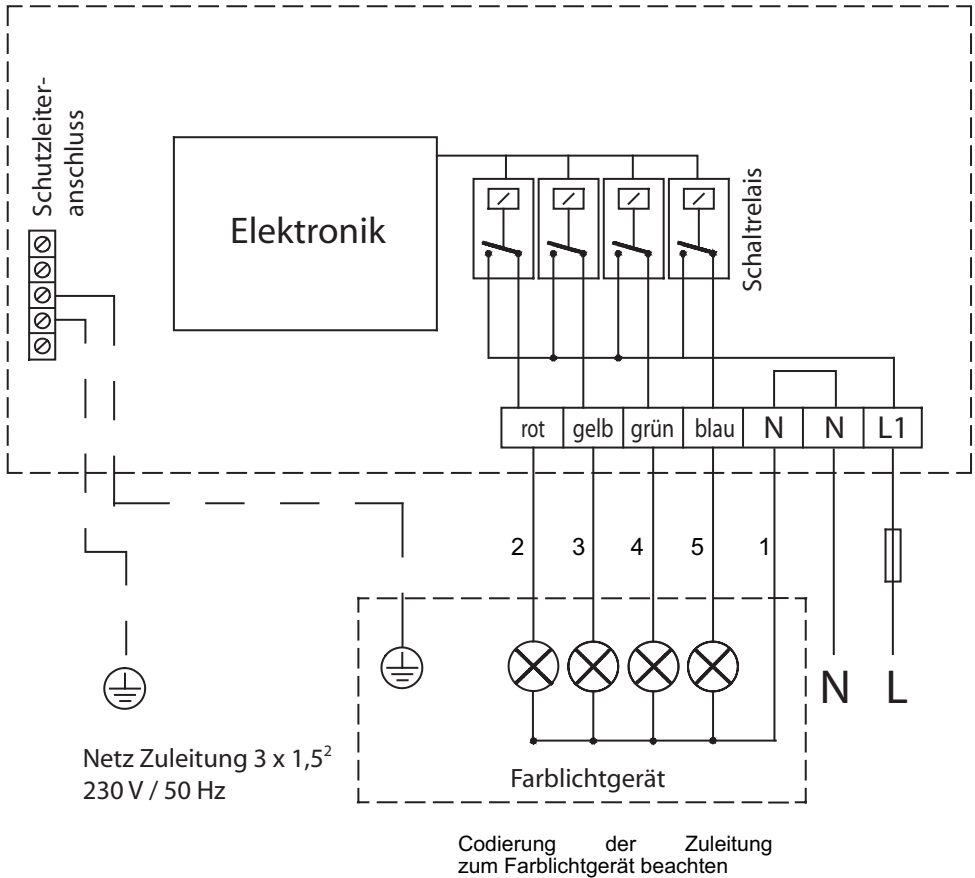 Schutzleiter-
anschluss
Elektronik
Schaltrelais
rot gelb grün blau N N L1
2 3 4 5 1
N L
Netz Zuleitung 3 x 1,5²
230 V / 50 Hz
Farblichtgerät
Codierung der Zuleitung
zum Farblichtgerät beachten